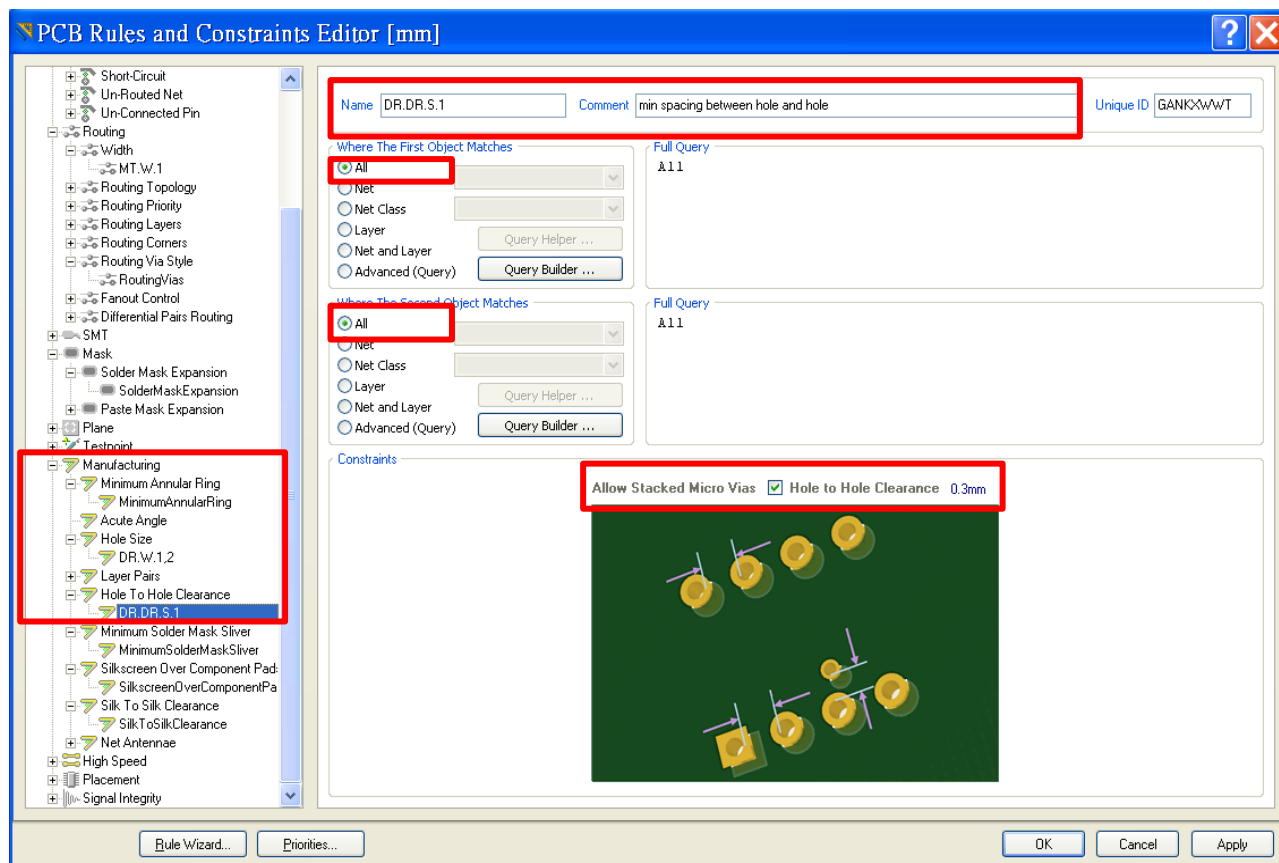 PCB Rules and Constraints Editor [mm]
Short-Circuit
Un-Routed Net
Un-Connected Pin
Routing
Width
MT.W.1
Routing Topology
Routing Priority
Routing Layers
Routing Corners
Routing Via Style
RoutingVias
Fanout Control
Differential Pairs Routing
SMT
Mask
Solder Mask Expansion
SolderMaskExpansion
Paste Mask Expansion
Plane
Testpoint
Manufacturing
Minimum Annular Ring
MinimumAnnularRing
Acute Angle
Hole Size
DR.W.1,2
Layer Pairs
Hole To Hole Clearance
DR.DR.S.1
Minimum Solder Mask Sliver
MinimumSolderMaskSliver
Silkscreen Over Component Pad:
SilkscreenOverComponentPa
Silk To Silk Clearance
SilkToSilkClearance
Net Antennae
High Speed
Placement
Signal Integrity
Name DR.DR.S.1 Comment min spacing between hole and hole Unique ID GANKXWWT
Where The First Object Matches
All
Net
Net Class
Layer
Net and Layer
Advanced (Query)
Query Helper ...
Query Builder ...
Full Query
All
Where The Second Object Matches
All
Net
Net Class
Layer
Net and Layer
Advanced (Query)
Query Helper ...
Query Builder ...
Full Query
All
Constraints
Allow Stacked Micro Vias Hole to Hole Clearance 0.3mm
Rule Wizard... Priorities... OK Cancel Apply